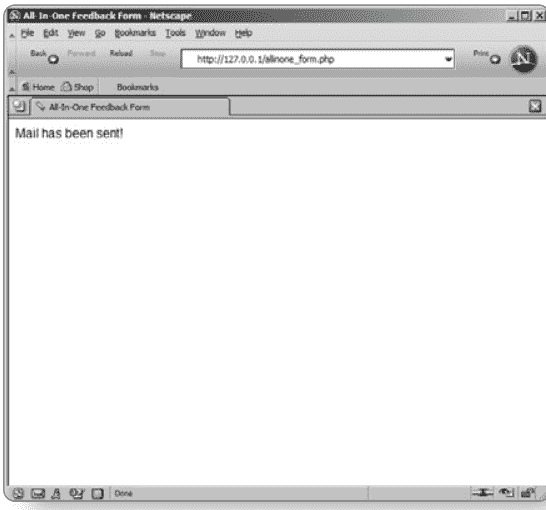 All-In-One Feedback Form - Netscape
File Edit View Go Bookmarks Tools Window Help
Back Forward Reload Stop http://127.0.0.1/allinone_form.php Print N
Home Shop Bookmarks
All-In-One Feedback Form
Mail has been sent!
Done